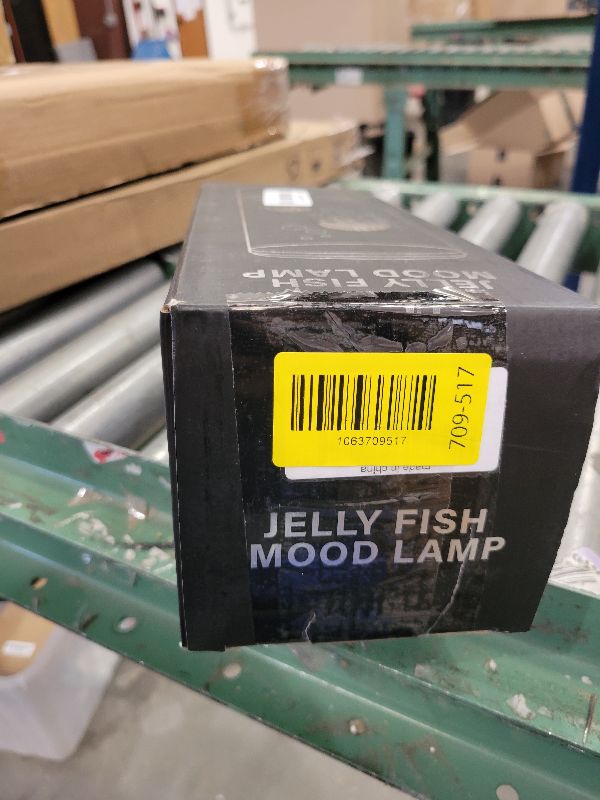 JELLY FISH
MOOD LAMP
1063709517
709-517
made in china
JELLY FISH
MOOD LAMP